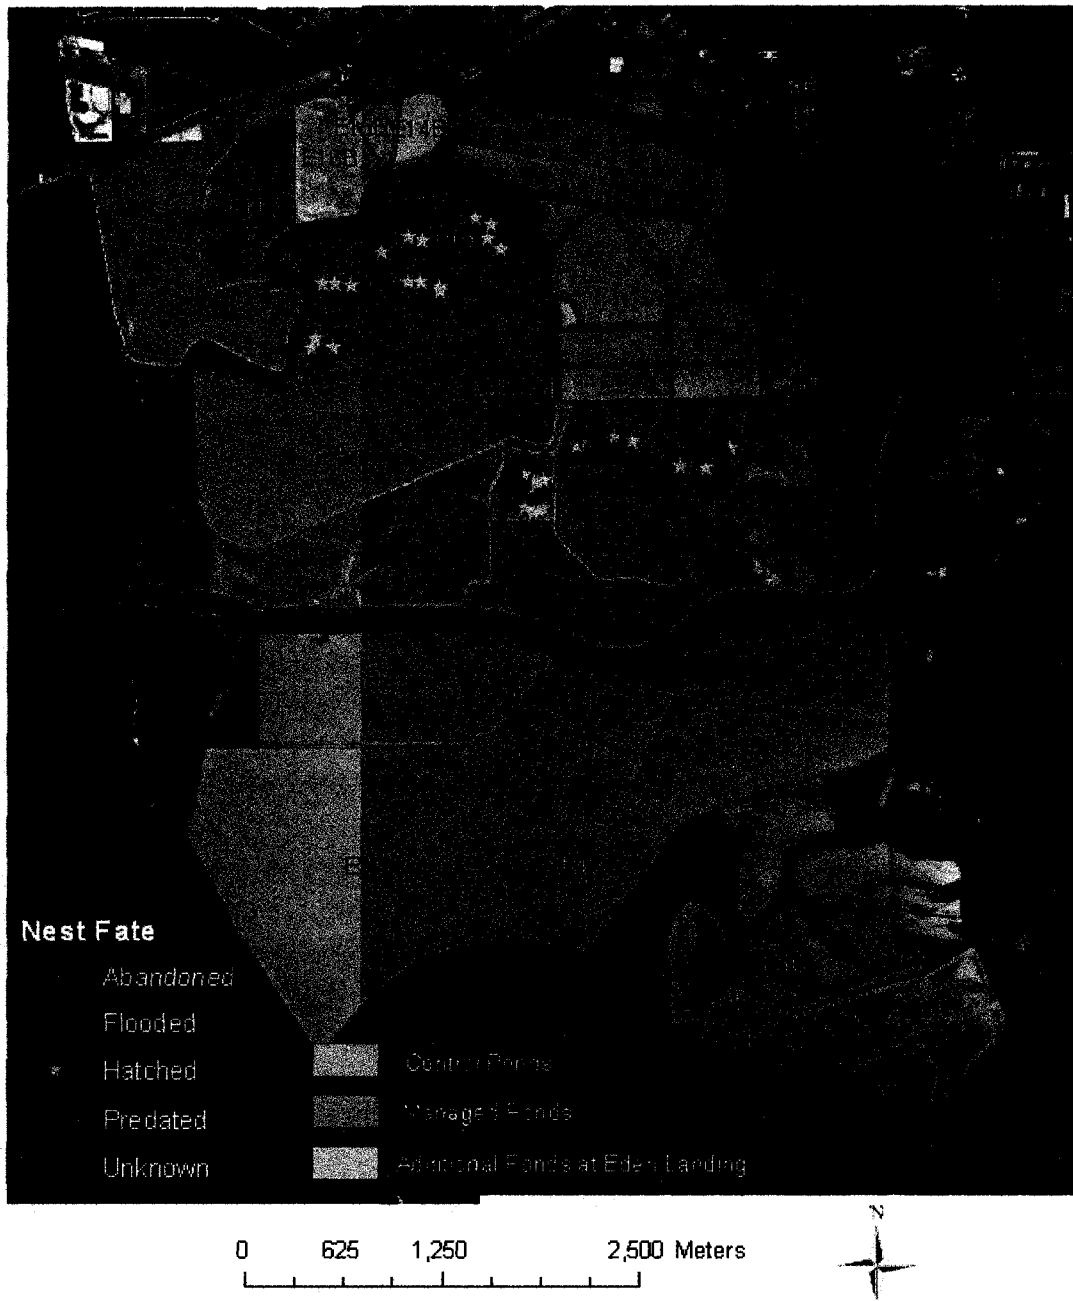 Nest Fate
Abandoned
Flooded
Hatched
Predated
Unknown
Control Ponds
Managed Ponds
Additional Ponds at Eden Landing
0 625 1,250 2,500 Meters
N